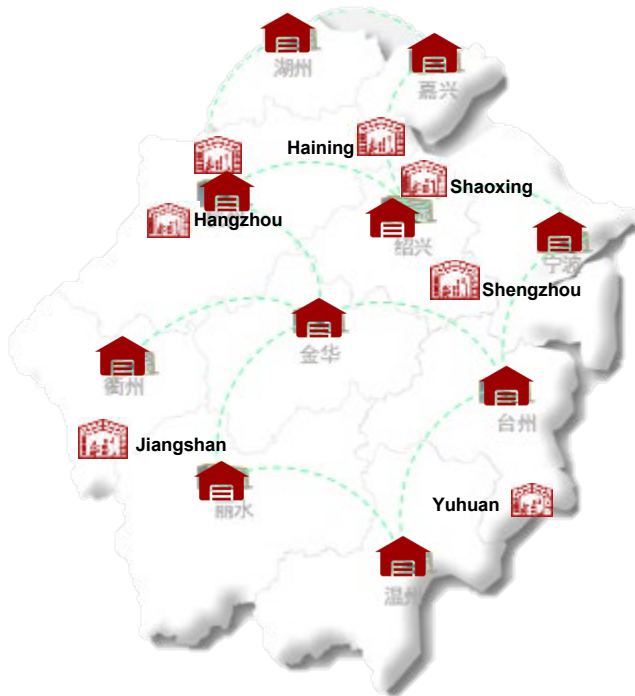 湖州
嘉兴
Haining
Shaoxing
Hangzhou
绍兴
宁波
Shengzhou
金华
衢州
台州
Jiangshan
丽水
Yuhuan
温州